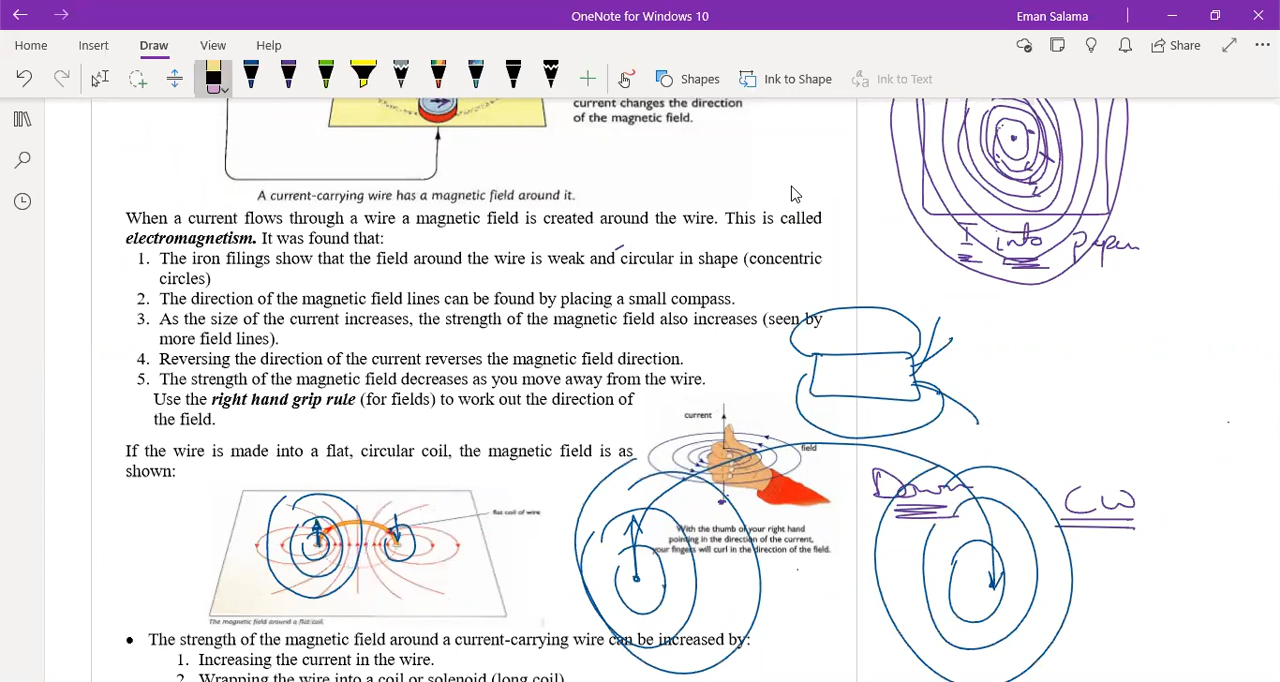 OneNote for Windows 10
Eman Salama
Home Insert Draw View Help
Share
Shapes
Ink to Shape
Ink to Text
current changes the direction
of the magnetic field.
A current-carrying wire has a magnetic field around it.
When a current flows through a wire a magnetic field is created around the wire. This is called
electromagnetism. It was found that:
1. The iron filings show that the field around the wire is weak and circular in shape (concentric
circles)
2. The direction of the magnetic field lines can be found by placing a small compass.
3. As the size of the current increases, the strength of the magnetic field also increases (seen by
more field lines).
4. Reversing the direction of the current reverses the magnetic field direction.
5. The strength of the magnetic field decreases as you move away from the wire.
Use the right hand grip rule (for fields) to work out the direction of
the field.
If the wire is made into a flat, circular coil, the magnetic field is as
shown:
I into paper
current
field
Down
CW
With the thumb of your right hand
pointing in the direction of the current,
your fingers will curl in the direction of the field.
flat coil of wire
The magnetic field around a flat coil.
• The strength of the magnetic field around a current-carrying wire can be increased by:
1. Increasing the current in the wire.
2. Wrapping the wire into a coil or solenoid (long coil)